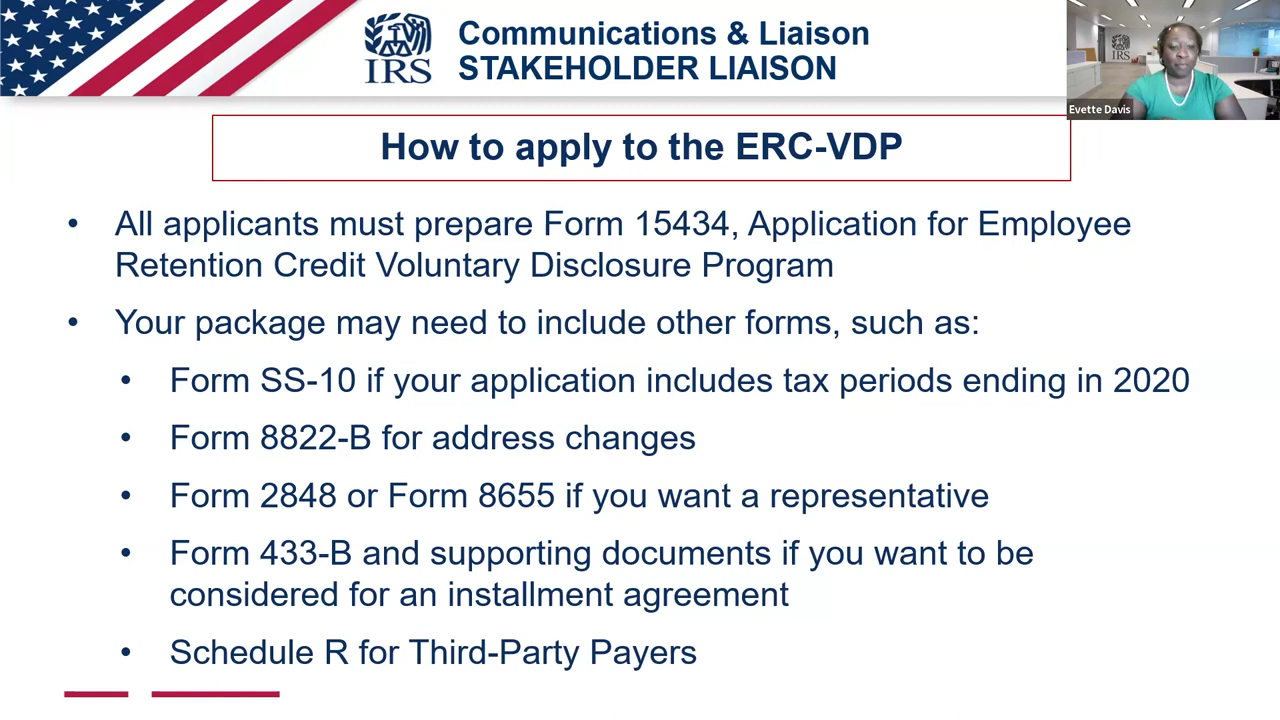 IRS
Communications & Liaison
STAKEHOLDER LIAISON
Evette Davis
How to apply to the ERC-VDP
• All applicants must prepare Form 15434, Application for Employee
Retention Credit Voluntary Disclosure Program
• Your package may need to include other forms, such as:
• Form SS-10 if your application includes tax periods ending in 2020
• Form 8822-B for address changes
• Form 2848 or Form 8655 if you want a representative
• Form 433-B and supporting documents if you want to be
considered for an installment agreement
• Schedule R for Third-Party Payers